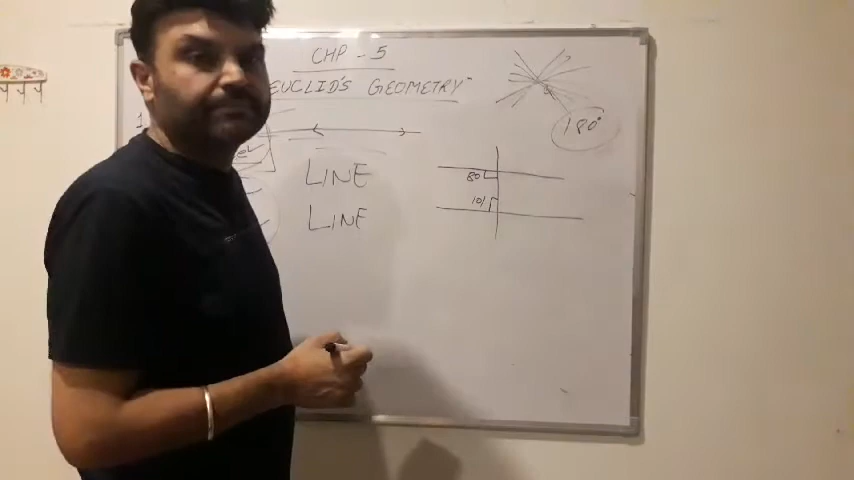 CHP - 5
EUCLID'S GEOMETRY"
180°
LINE
80
101
LINE